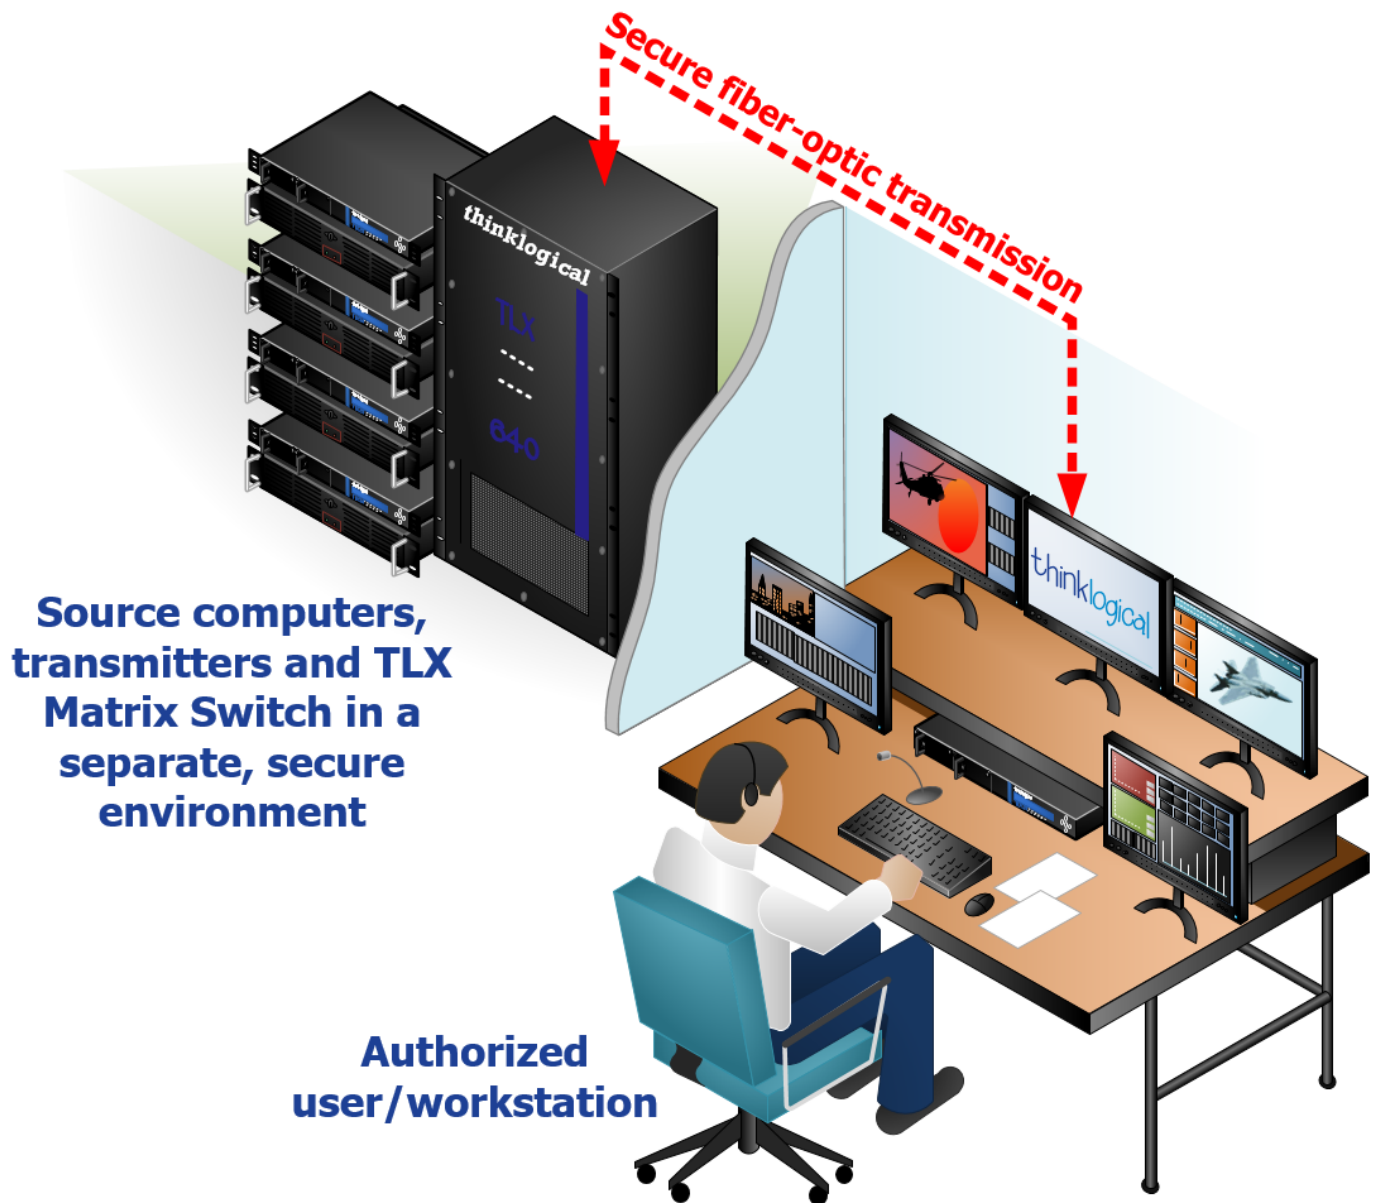 Secure fiber-optic transmission
thinklogical
TLX
640
thinklogical
Source computers,
transmitters and TLX
Matrix Switch in a
separate, secure
environment
Authorized
user/workstation